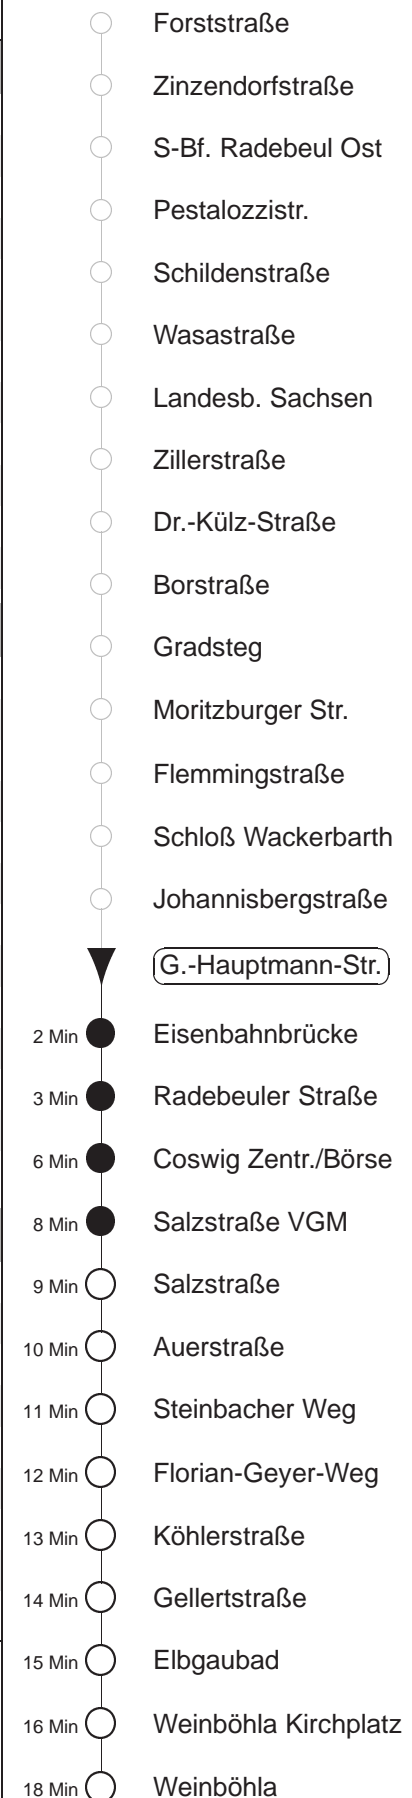 Forststraße
Zinzendorfstraße
S-Bf. Radebeul Ost
Pestalozzistr.
Schildenstraße
Wasastraße
Landesb. Sachsen
Zillerstraße
Dr.-Külz-Straße
Borstraße
Gradsteg
Moritzburger Str.
Flemmingstraße
Schloß Wackerbarth
Johannisbergstraße
G.-Hauptmann-Str.
2 Min Eisenbahnbrücke
3 Min Radebeuler Straße
6 Min Coswig Zentr./Börse
8 Min Salzstraße VGM
9 Min Salzstraße
10 Min Auerstraße
11 Min Steinbacher Weg
12 Min Florian-Geyer-Weg
13 Min Köhlerstraße
14 Min Gellertstraße
15 Min Elbgaubad
16 Min Weinböhla Kirchplatz
18 Min Weinböhla